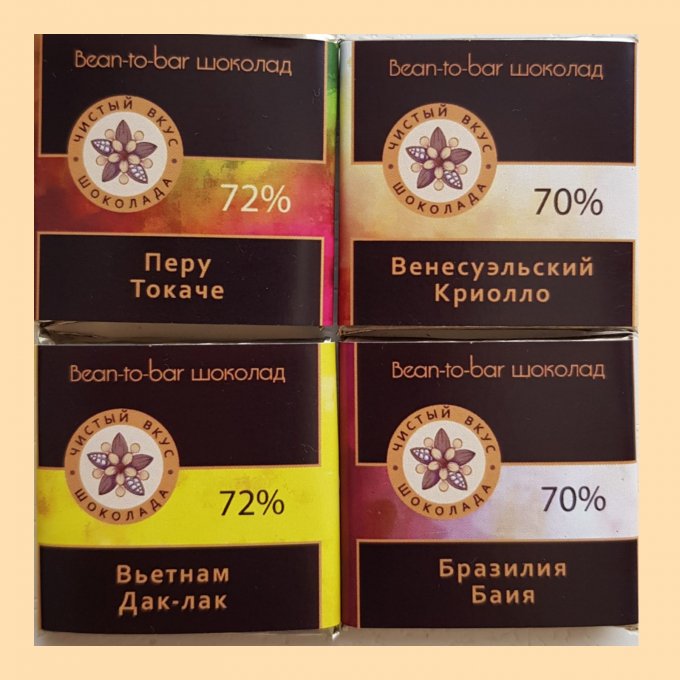 Bean-to-bar шоколад
ЧИСТЫЙ ВКУС
ШОКОЛАДА
72%
Перу
Токаче
Bean-to-bar шоколад
ЧИСТЫЙ ВКУС
ШОКОЛАДА
70%
Венесуэльский
Криолло
Bean-to-bar шоколад
ЧИСТЫЙ ВКУС
ШОКОЛАДА
72%
Вьетнам
Дак-лак
Bean-to-bar шоколад
ЧИСТЫЙ ВКУС
ШОКОЛАДА
70%
Бразилия
Баия